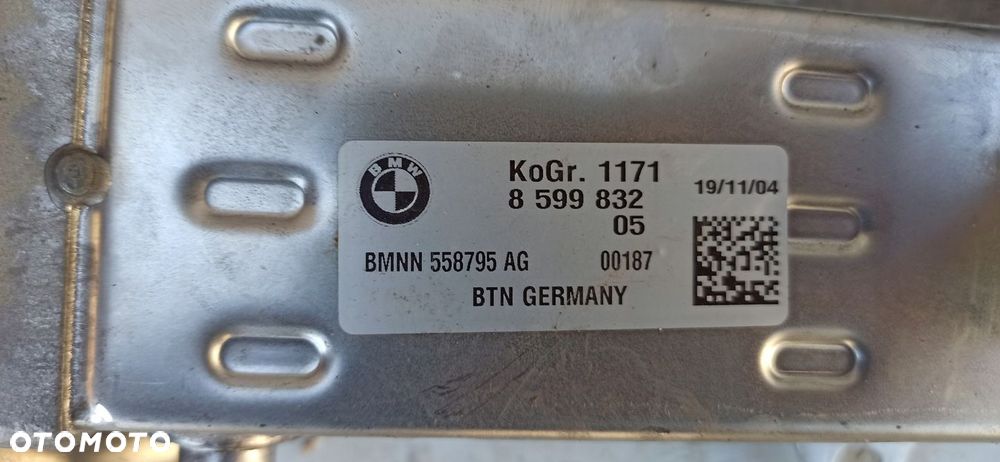 BMW
KoGr. 1171
8 599 832
05
19/11/04
BMNN 558795 AG 00187
BTN GERMANY
OTOMOTO